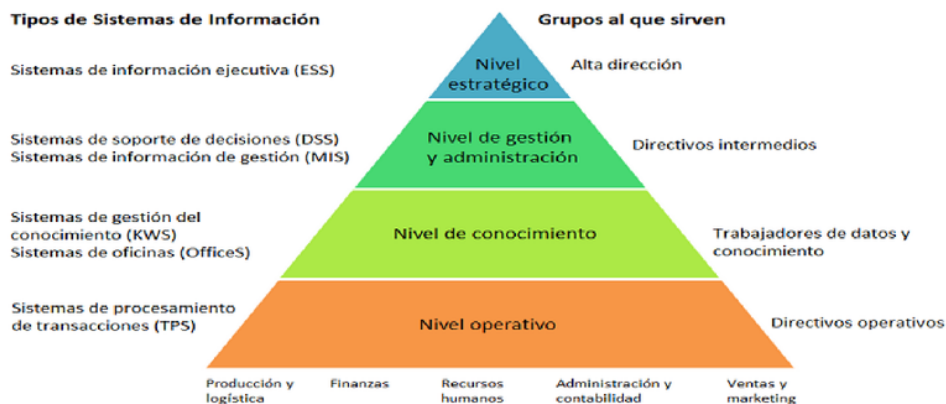 Tipos de Sistemas de Información
Grupos al que sirven
Sistemas de información ejecutiva (ESS)
Nivel
estratégico
Alta dirección
Sistemas de soporte de decisiones (DSS)
Sistemas de información de gestión (MIS)
Nivel de gestión
y administración
Directivos intermedios
Sistemas de gestión del
conocimiento (KWS)
Sistemas de oficinas (OfficeS)
Nivel de conocimiento
Trabajadores de datos y
conocimiento
Sistemas de procesamiento
de transacciones (TPS)
Nivel operativo
Directivos operativos
Producción y
logística
Finanzas
Recursos
humanos
Administración y
contabilidad
Ventas y
marketing